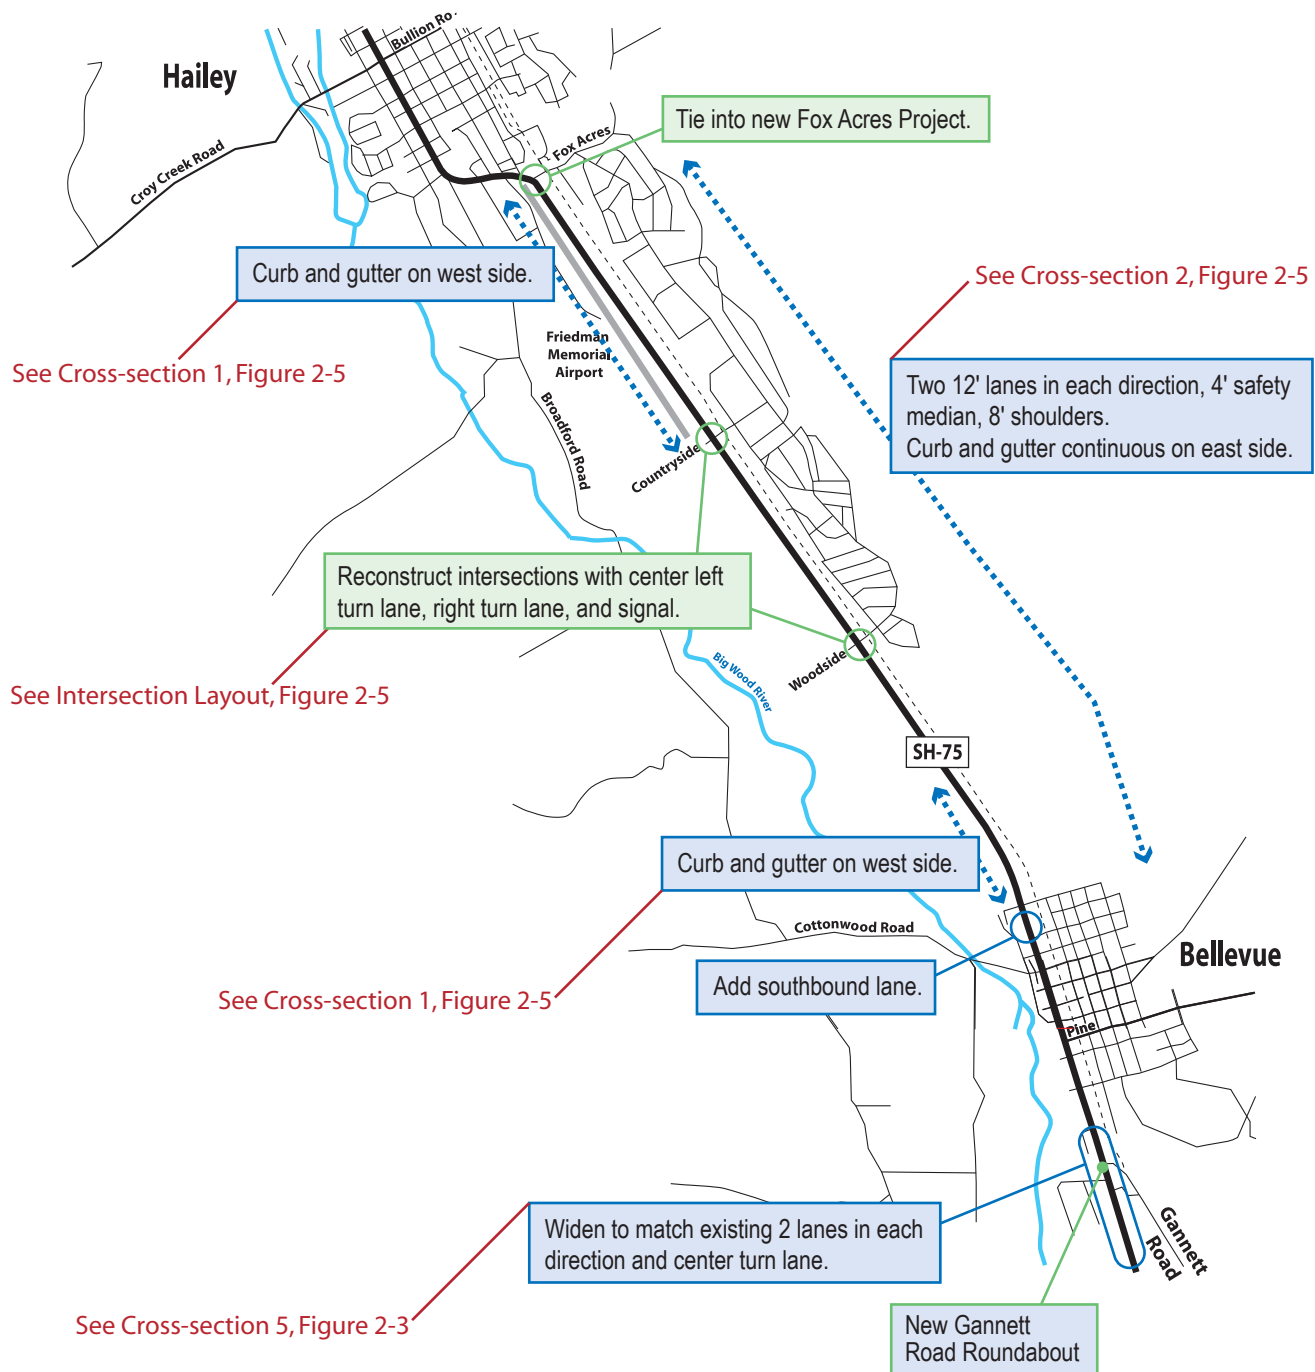 Bullion Ro
Hailey
Tie into new Fox Acres Project.
Fox Acres
Croy Creek Road
Curb and gutter on west side.
See Cross-section 2, Figure 2-5
Friedman
Memorial
Airport
See Cross-section 1, Figure 2-5
Two 12' lanes in each direction, 4' safety
median, 8' shoulders.
Curb and gutter continuous on east side.
Broadford Road
Countryside
Reconstruct intersections with center left
turn lane, right turn lane, and signal.
Woodside
Big Wood River
See Intersection Layout, Figure 2-5
SH-75
Curb and gutter on west side.
Cottonwood Road
Bellevue
Add southbound lane.
See Cross-section 1, Figure 2-5
Pine
Widen to match existing 2 lanes in each
direction and center turn lane.
Gannett
Road
See Cross-section 5, Figure 2-3
New Gannett
Road Roundabout